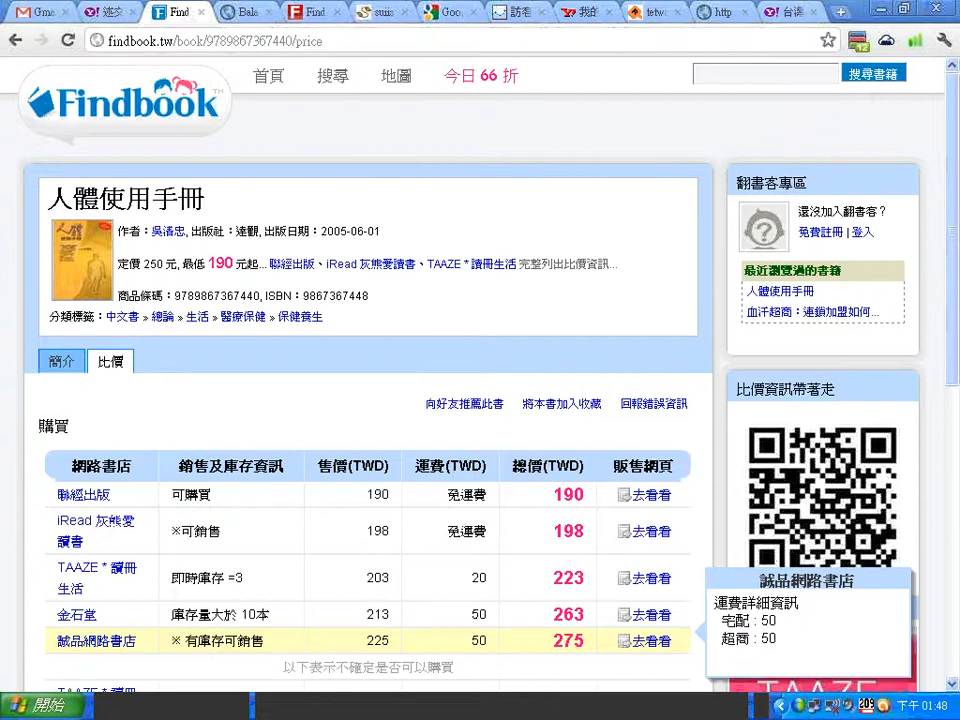 Gma
Find
Bala
Find
suiis
Goo
tetw
http
findbook.tw/book/9789867367440/price
首頁 搜尋 地圖 今日 66 折
搜尋書籍
Findbook™
人體使用手冊
作者：吳清忠, 出版社：達觀, 出版日期：2005-06-01
定價 250 元, 最低 190 元起... 聯經出版、iRead 灰熊愛讀書、TAAZE * 讀冊生活 完整列出比價資訊...
商品條碼：9789867367440, ISBN：9867367448
分類標籤：中文書 » 總論 » 生活 » 醫療保健 » 保健養生
翻書客專區
還沒加入翻書客？
免費註冊 | 登入
最近瀏覽過的書籍
人體使用手冊
血汗超商：連鎖加盟如何...
簡介 比價
向好友推薦此書 將本書加入收藏 回報錯誤資訊
購買
網路書店 銷售及庫存資訊 售價(TWD) 運費(TWD) 總價(TWD) 販售網頁
聯經出版 可購買 190 免運費 190 去看看
iRead 灰熊愛讀書 ※可銷售 198 免運費 198 去看看
TAAZE * 讀冊生活 即時庫存 =3 203 20 223 去看看
金石堂 庫存量大於 10本 213 50 263 去看看
誠品網路書店 ※ 有庫存可銷售 225 50 275 去看看
以下表示不確定是否可以購買
比價資訊帶著走
誠品網路書店
運費詳細資訊
宅配 : 50
超商 : 50
TAAZE
開始
209
下午 01:48